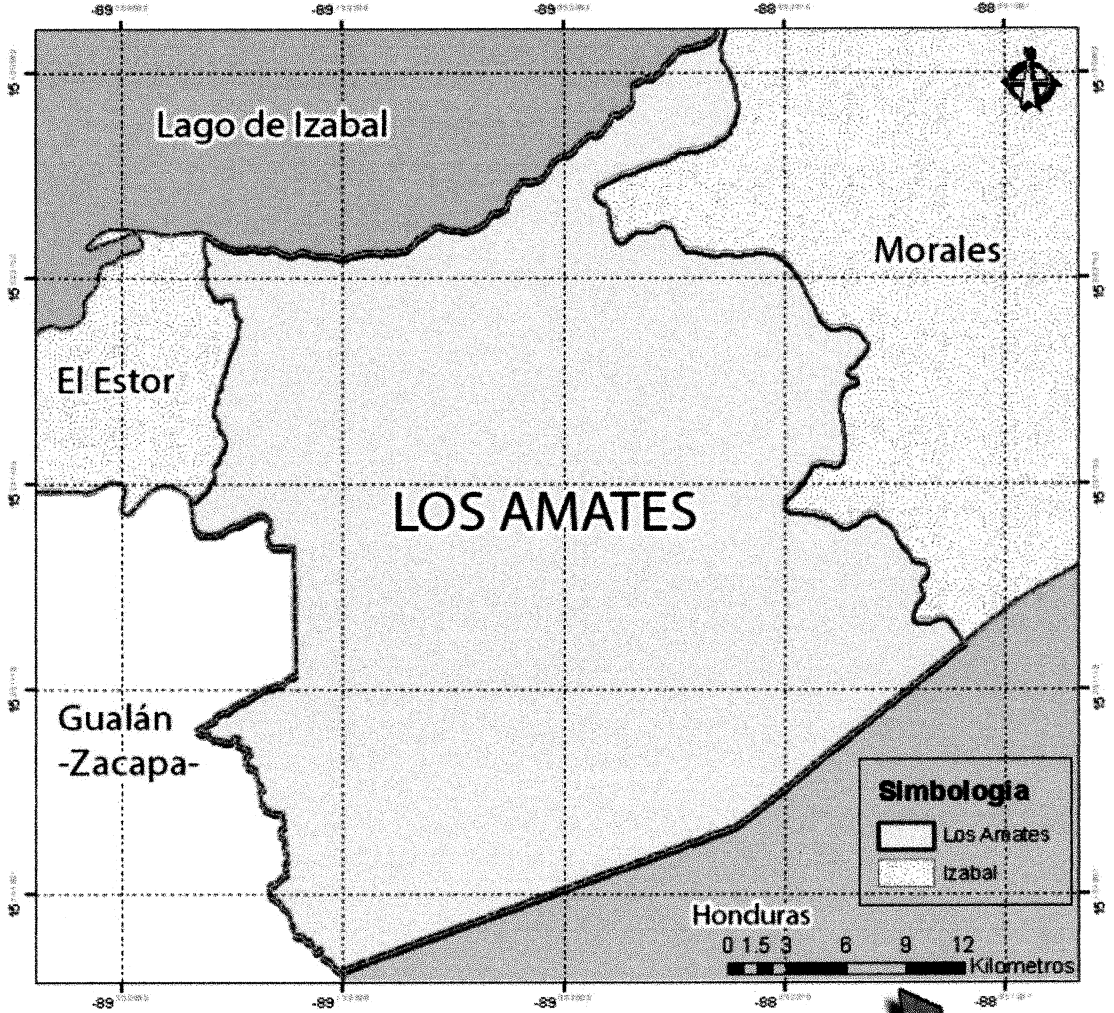 Lago de Izabal
Morales
El Estor
LOS AMATES
Gualán
-Zacapa-
Simbología
Los Amates
Izabal
Honduras
0 1.5 3 6 9 12
Kilometros